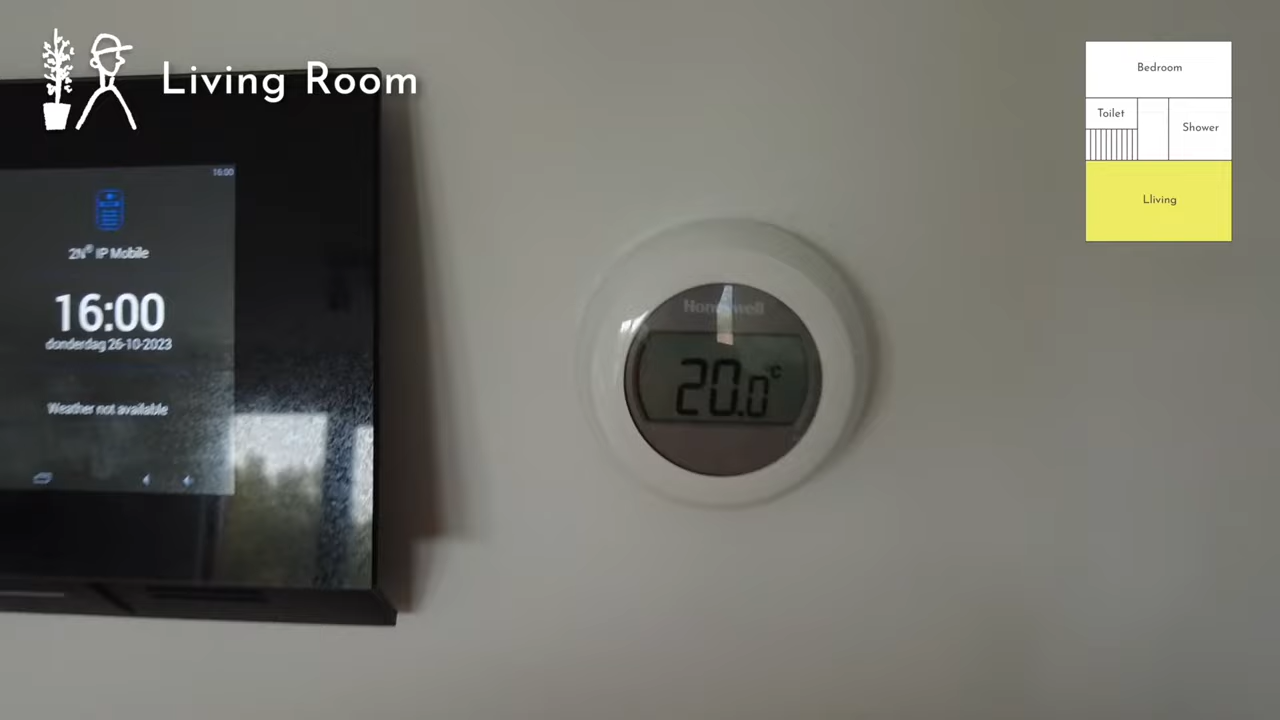 Living Room
16:00
2N® IP Mobile
16:00
donderdag 26-10-2023
Weather not available
Honeywell
20.0°C
Bedroom
Toilet
Shower
Lliving